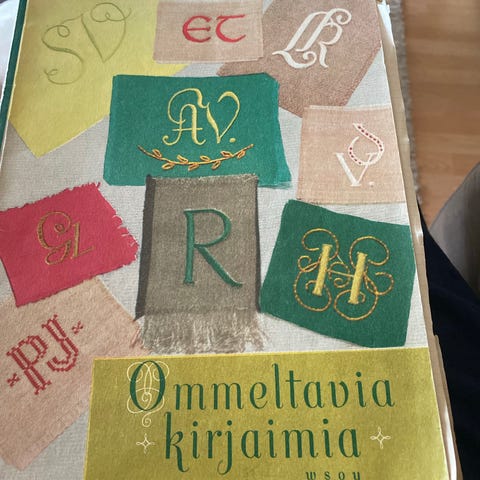 SV
ET
LR
AV.
V.
GL
R
H
PJ
Ommeltavia
kirjaimia
wsoy